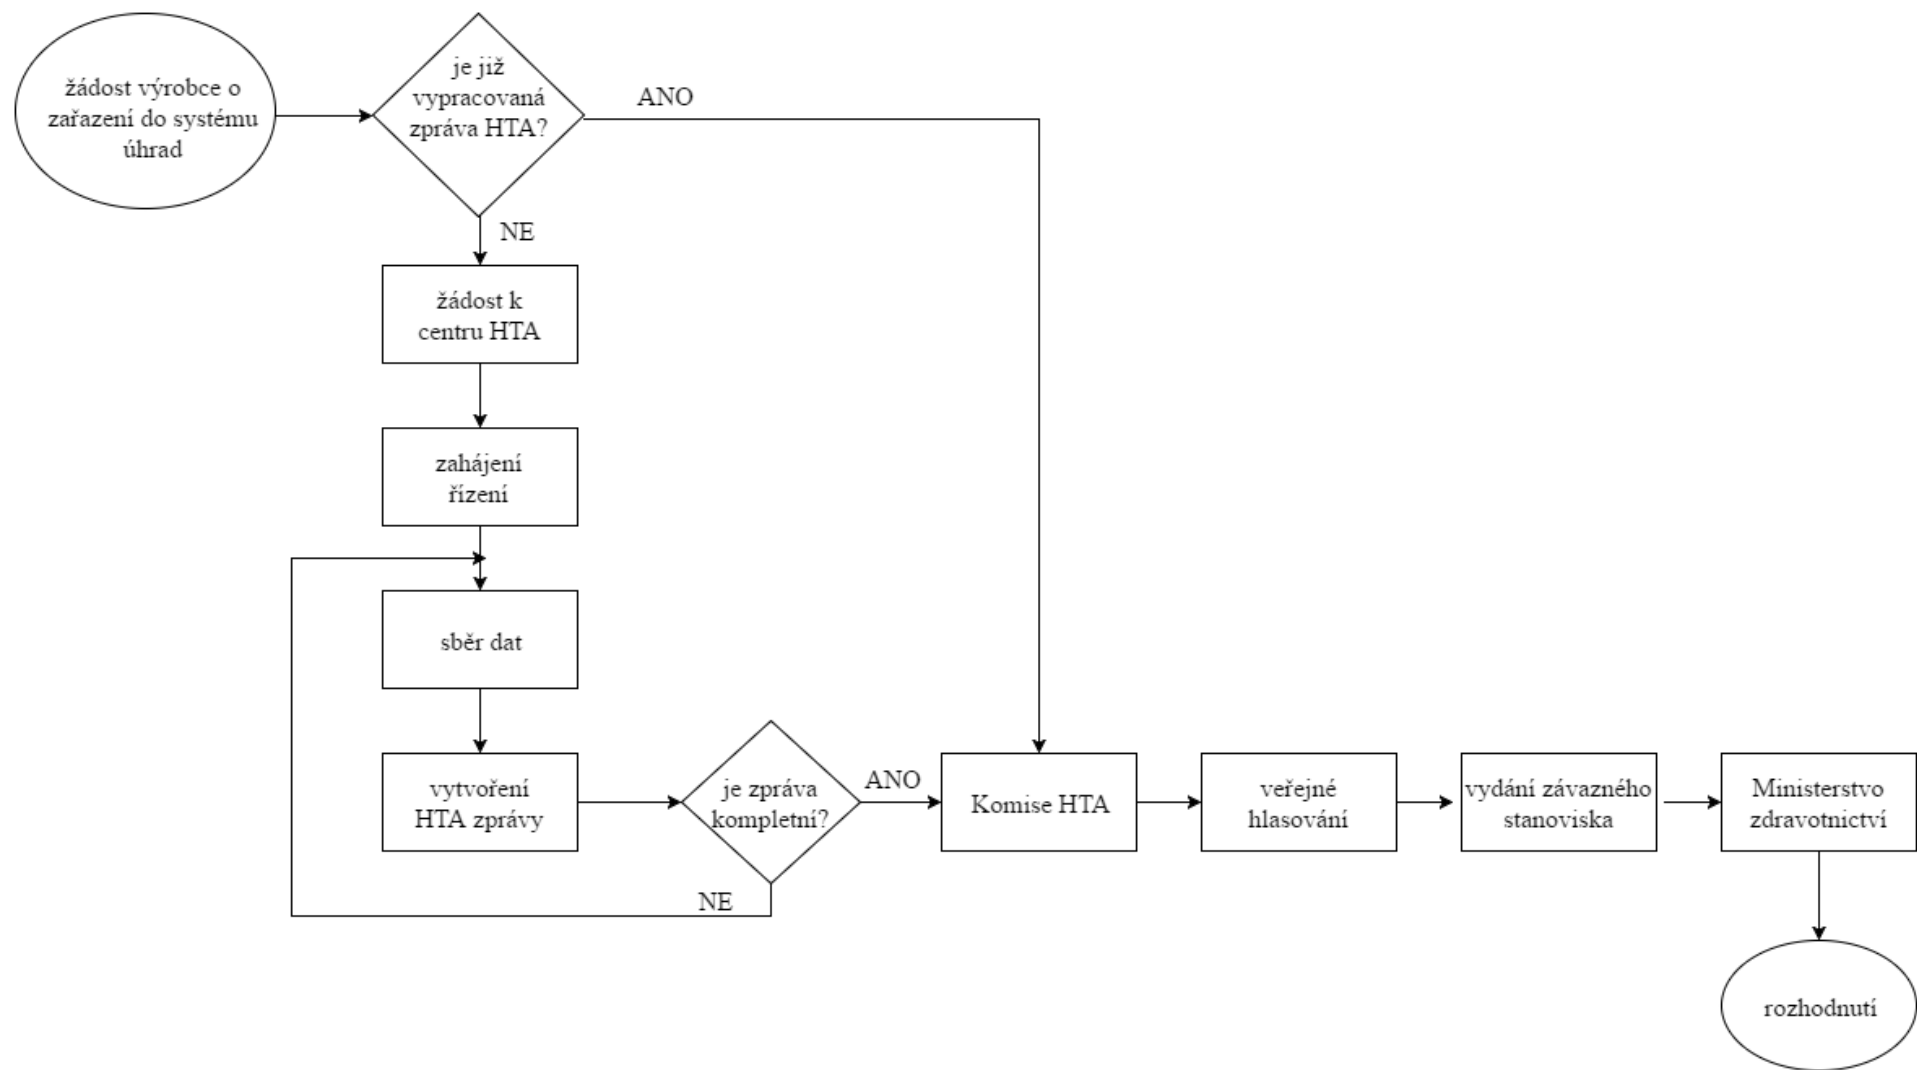 žádost výrobce o
zařazení do systému
úhrad
je již
vypracovaná
zpráva HTA?
ANO
NE
žádost k
centru HTA
zahájení
řízení
sběr dat
vytvoření
HTA zprávy
je zpráva
kompletní?
ANO
NE
Komise HTA
veřejné
hlasování
vydání závazného
stanoviska
Ministerstvo
zdravotnictví
rozhodnutí